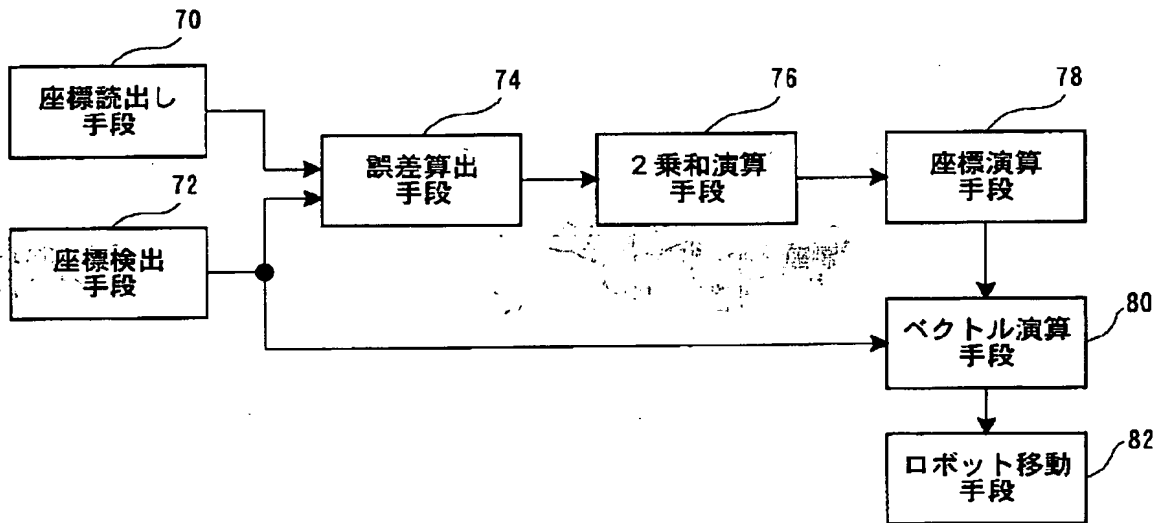 70
座標読出し
手段
72
座標検出
手段
74
誤差算出
手段
76
2乗和演算
手段
78
座標演算
手段
80
ベクトル演算
手段
82
ロボット移動
手段